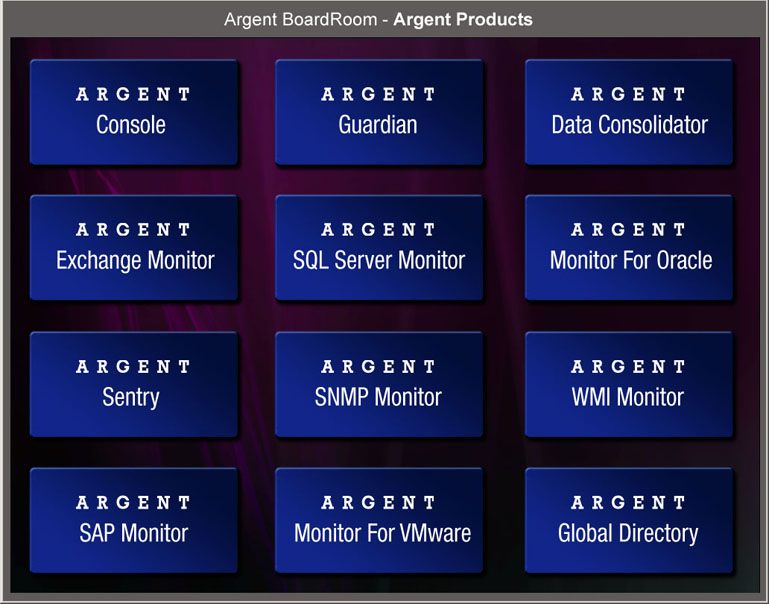 Argent BoardRoom - Argent Products
ARGENT
Console
ARGENT
Guardian
ARGENT
Data Consolidator
ARGENT
Exchange Monitor
ARGENT
SQL Server Monitor
ARGENT
Monitor For Oracle
ARGENT
Sentry
ARGENT
SNMP Monitor
ARGENT
WMI Monitor
ARGENT
SAP Monitor
ARGENT
Monitor For VMware
ARGENT
Global Directory